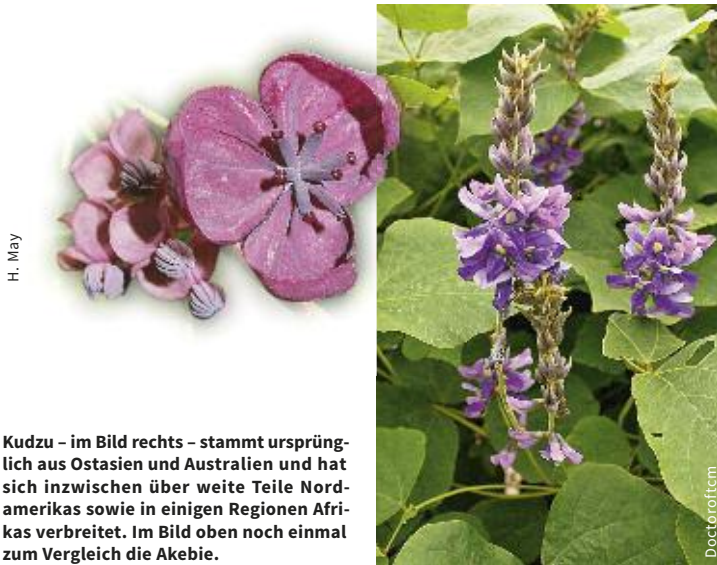 H. May
Kudzu – im Bild rechts – stammt ursprüng-
lich aus Ostasien und Australien und hat
sich inzwischen über weite Teile Nord-
amerikas sowie in einigen Regionen Afri-
kas verbreitet. Im Bild oben noch einmal
zum Vergleich die Akebie.
Doctoroftcm